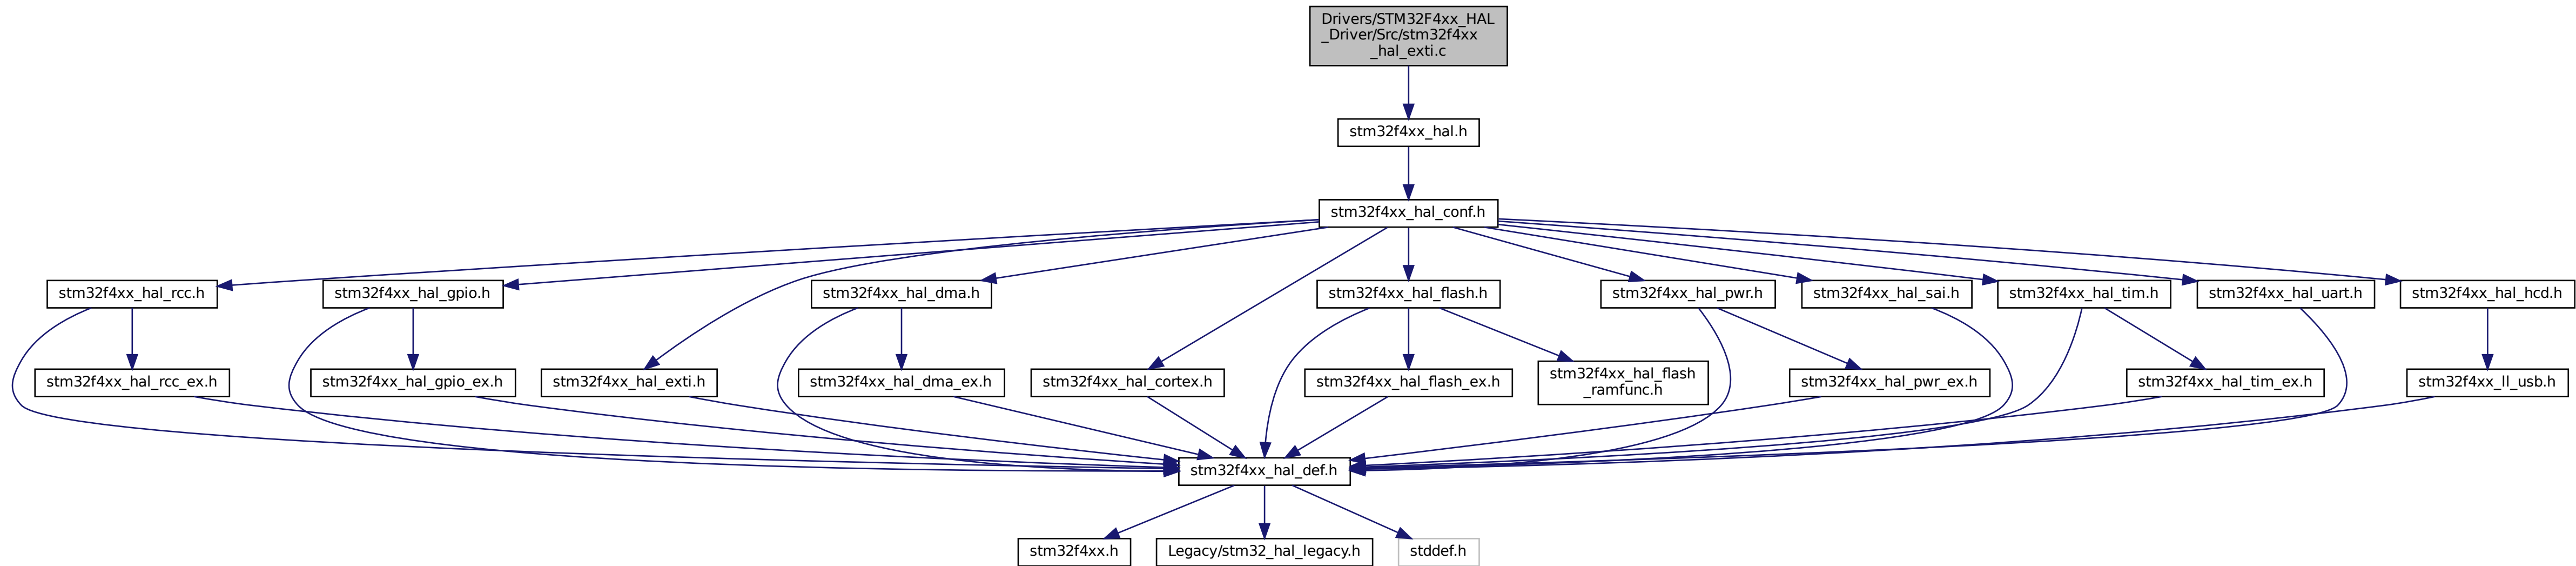 Drivers/STM32F4xx_HAL
_Driver/Src/stm32f4xx
_hal_exti.c
stm32f4xx_hal.h
stm32f4xx_hal_conf.h
stm32f4xx_hal_rcc.h
stm32f4xx_hal_gpio.h
stm32f4xx_hal_dma.h
stm32f4xx_hal_flash.h
stm32f4xx_hal_pwr.h
stm32f4xx_hal_sai.h
stm32f4xx_hal_tim.h
stm32f4xx_hal_uart.h
stm32f4xx_hal_hcd.h
stm32f4xx_hal_rcc_ex.h
stm32f4xx_hal_gpio_ex.h
stm32f4xx_hal_exti.h
stm32f4xx_hal_dma_ex.h
stm32f4xx_hal_cortex.h
stm32f4xx_hal_flash_ex.h
stm32f4xx_hal_flash
_ramfunc.h
stm32f4xx_hal_pwr_ex.h
stm32f4xx_hal_tim_ex.h
stm32f4xx_ll_usb.h
stm32f4xx_hal_def.h
stm32f4xx.h
Legacy/stm32_hal_legacy.h
stddef.h